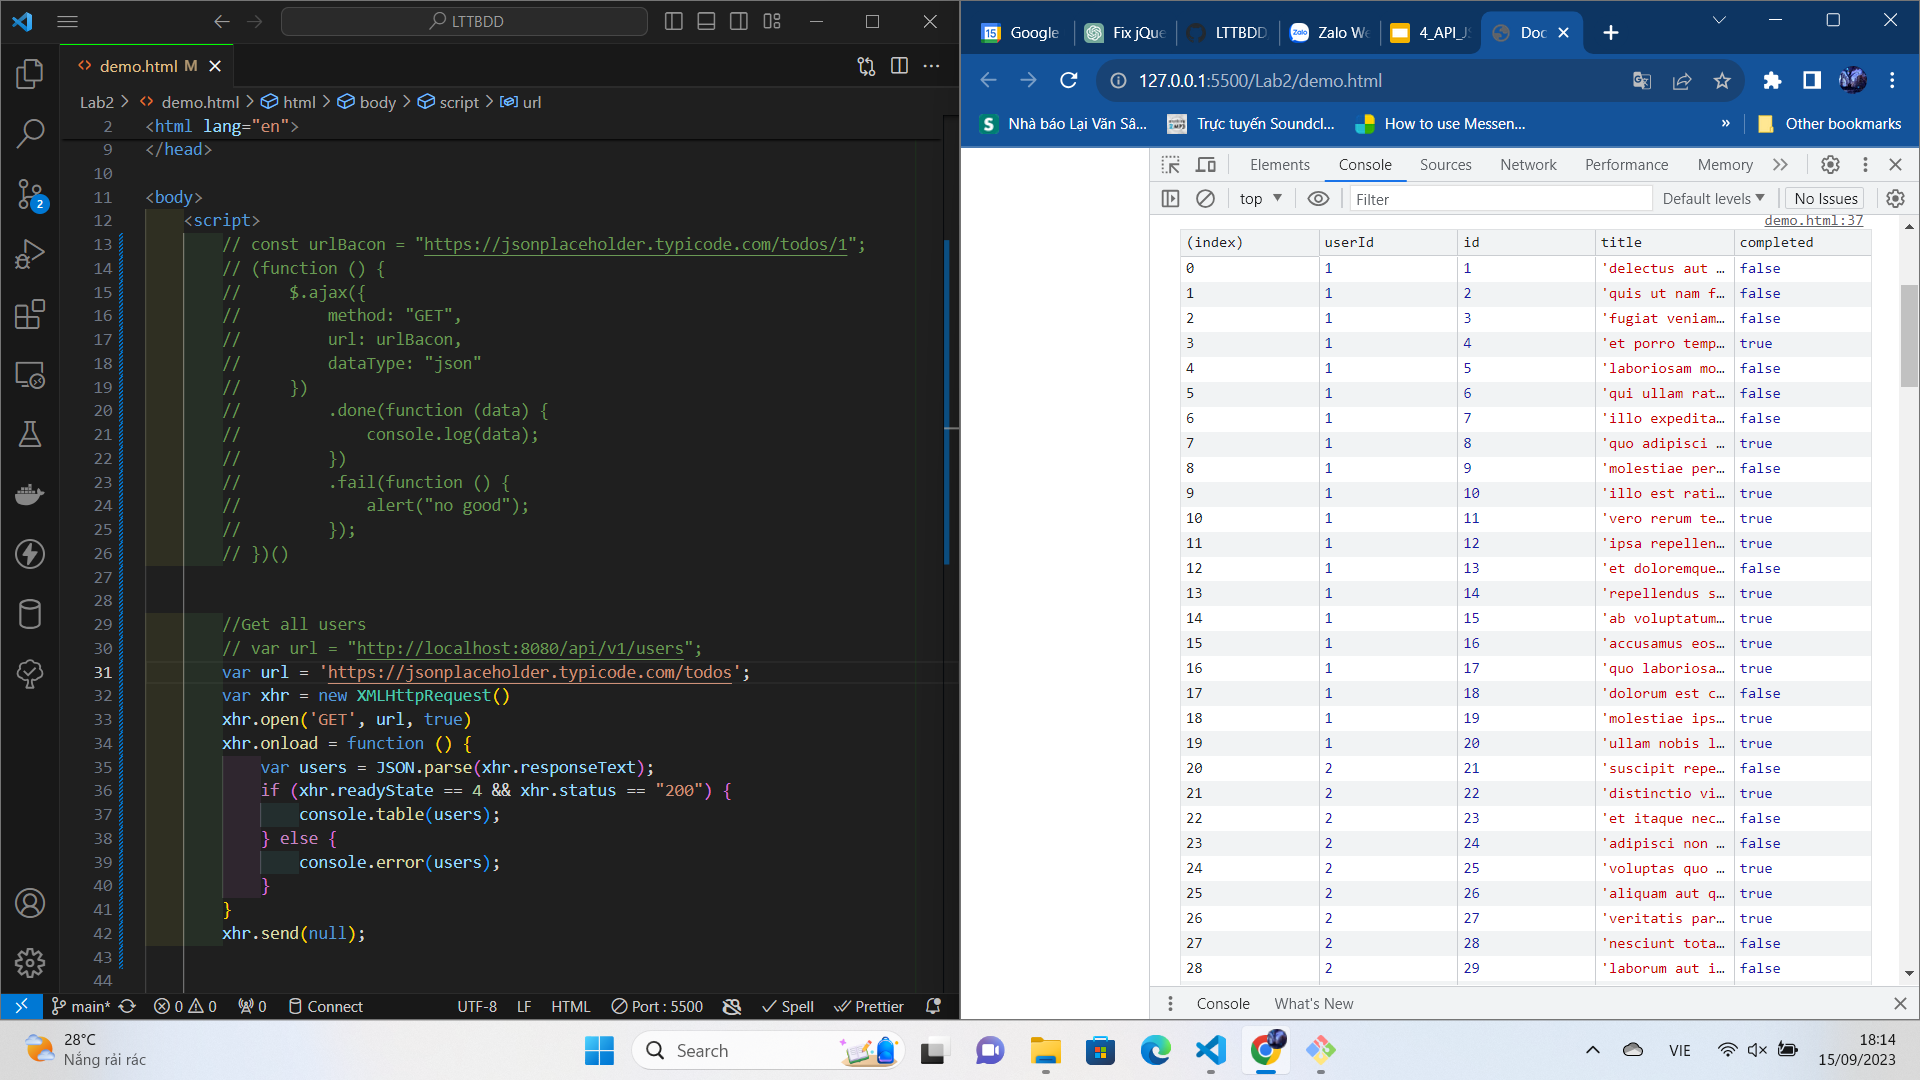 LTTBDD
demo.html M
Lab2 > demo.html > html > body > script > url
2 <html lang="en">
9 </head>
10
11 <body>
12 <script>
13 // const urlBacon = "https://jsonplaceholder.typicode.com/todos/1";
14 // (function () {
15 // $.ajax({
16 // method: "GET",
17 // url: urlBacon,
18 // dataType: "json"
19 // })
20 // .done(function (data) {
21 // console.log(data);
22 // })
23 // .fail(function () {
24 // alert("no good");
25 // });
26 // })()
27
28
29 //Get all users
30 // var url = "http://localhost:8080/api/v1/users";
31 var url = 'https://jsonplaceholder.typicode.com/todos';
32 var xhr = new XMLHttpRequest()
33 xhr.open('GET', url, true)
34 xhr.onload = function () {
35 var users = JSON.parse(xhr.responseText);
36 if (xhr.readyState == 4 && xhr.status == "200") {
37 console.table(users);
38 } else {
39 console.error(users);
40 }
41 }
42 xhr.send(null);
43
44
2
main* 0 0 0 Connect UTF-8 LF HTML Port : 5500 Spell Prettier
15 Google Fix jQue LTTBDD Zalo We 4_API_JS Doc
127.0.0.1:5500/Lab2/demo.html
S Nhà báo Lại Văn Sâ... Trực tuyến Soundcl... How to use Messen... » Other bookmarks
Elements Console Sources Network Performance Memory
top Filter Default levels No Issues
demo.html:37
(index) userId id title completed
0 1 1 'delectus aut … false
1 1 2 'quis ut nam f… false
2 1 3 'fugiat veniam… false
3 1 4 'et porro temp… true
4 1 5 'laboriosam mo… false
5 1 6 'qui ullam rat… false
6 1 7 'illo expedita… false
7 1 8 'quo adipisci … true
8 1 9 'molestiae per… false
9 1 10 'illo est rati… true
10 1 11 'vero rerum te… true
11 1 12 'ipsa repellen… true
12 1 13 'et doloremque… false
13 1 14 'repellendus s… true
14 1 15 'ab voluptatum… true
15 1 16 'accusamus eos… true
16 1 17 'quo laboriosa… true
17 1 18 'dolorum est c… false
18 1 19 'molestiae ips… true
19 1 20 'ullam nobis l… true
20 2 21 'suscipit repe… false
21 2 22 'distinctio vi… true
22 2 23 'et itaque nec… false
23 2 24 'adipisci non … false
24 2 25 'voluptas quo … true
25 2 26 'aliquam aut q… true
26 2 27 'veritatis par… true
27 2 28 'nesciunt tota… false
28 2 29 'laborum aut i… false
Console What's New
28°C
Nắng rải rác
Search
VIE
18:14
15/09/2023